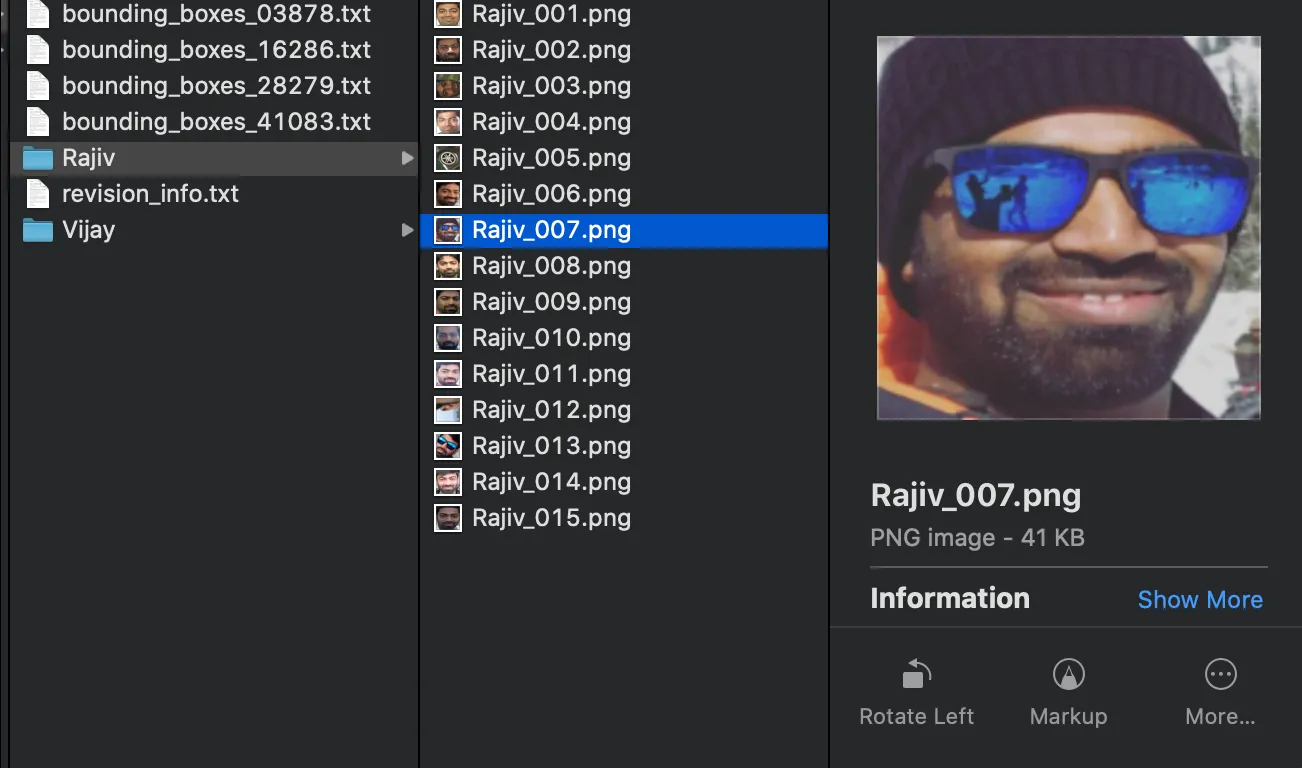 bounding_boxes_03878.txt
bounding_boxes_16286.txt
bounding_boxes_28279.txt
bounding_boxes_41083.txt
Rajiv
revision_info.txt
Vijay
Rajiv_001.png
Rajiv_002.png
Rajiv_003.png
Rajiv_004.png
Rajiv_005.png
Rajiv_006.png
Rajiv_007.png
Rajiv_008.png
Rajiv_009.png
Rajiv_010.png
Rajiv_011.png
Rajiv_012.png
Rajiv_013.png
Rajiv_014.png
Rajiv_015.png
Rajiv_007.png
PNG image - 41 KB
Information Show More
Rotate Left Markup More...